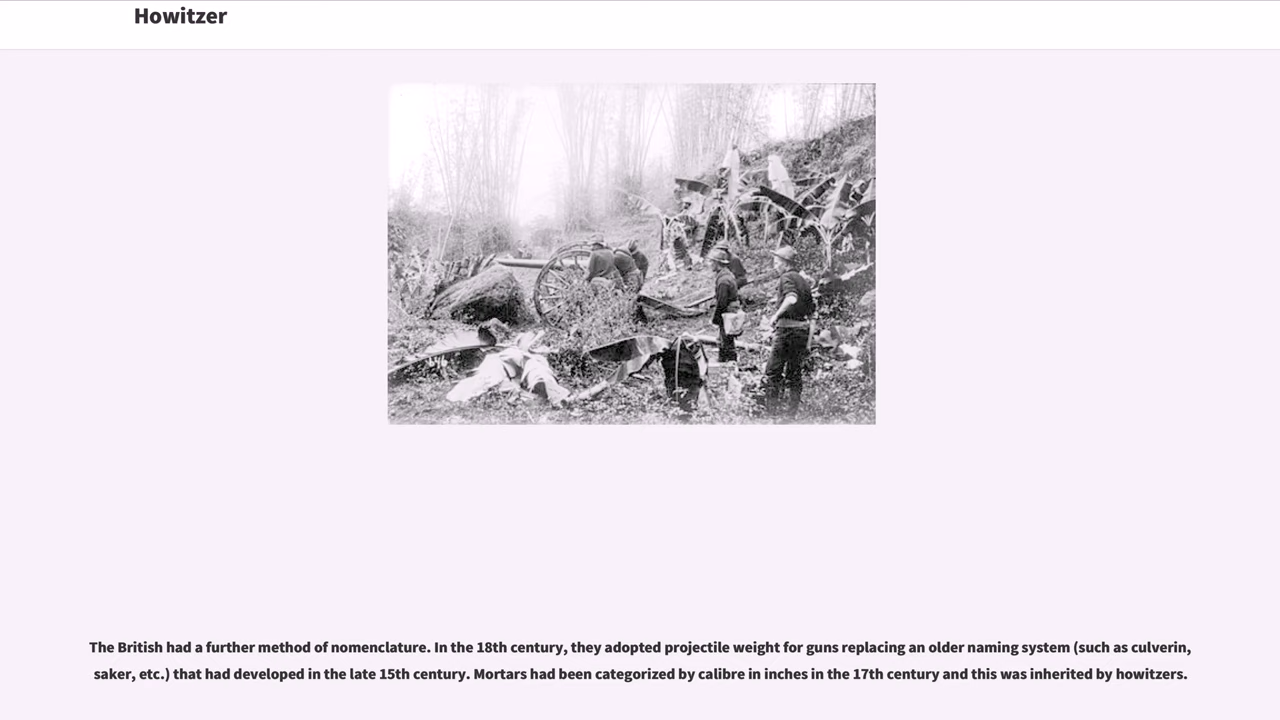 Howitzer
The British had a further method of nomenclature. In the 18th century, they adopted projectile weight for guns replacing an older naming system (such as culverin,
saker, etc.) that had developed in the late 15th century. Mortars had been categorized by calibre in inches in the 17th century and this was inherited by howitzers.